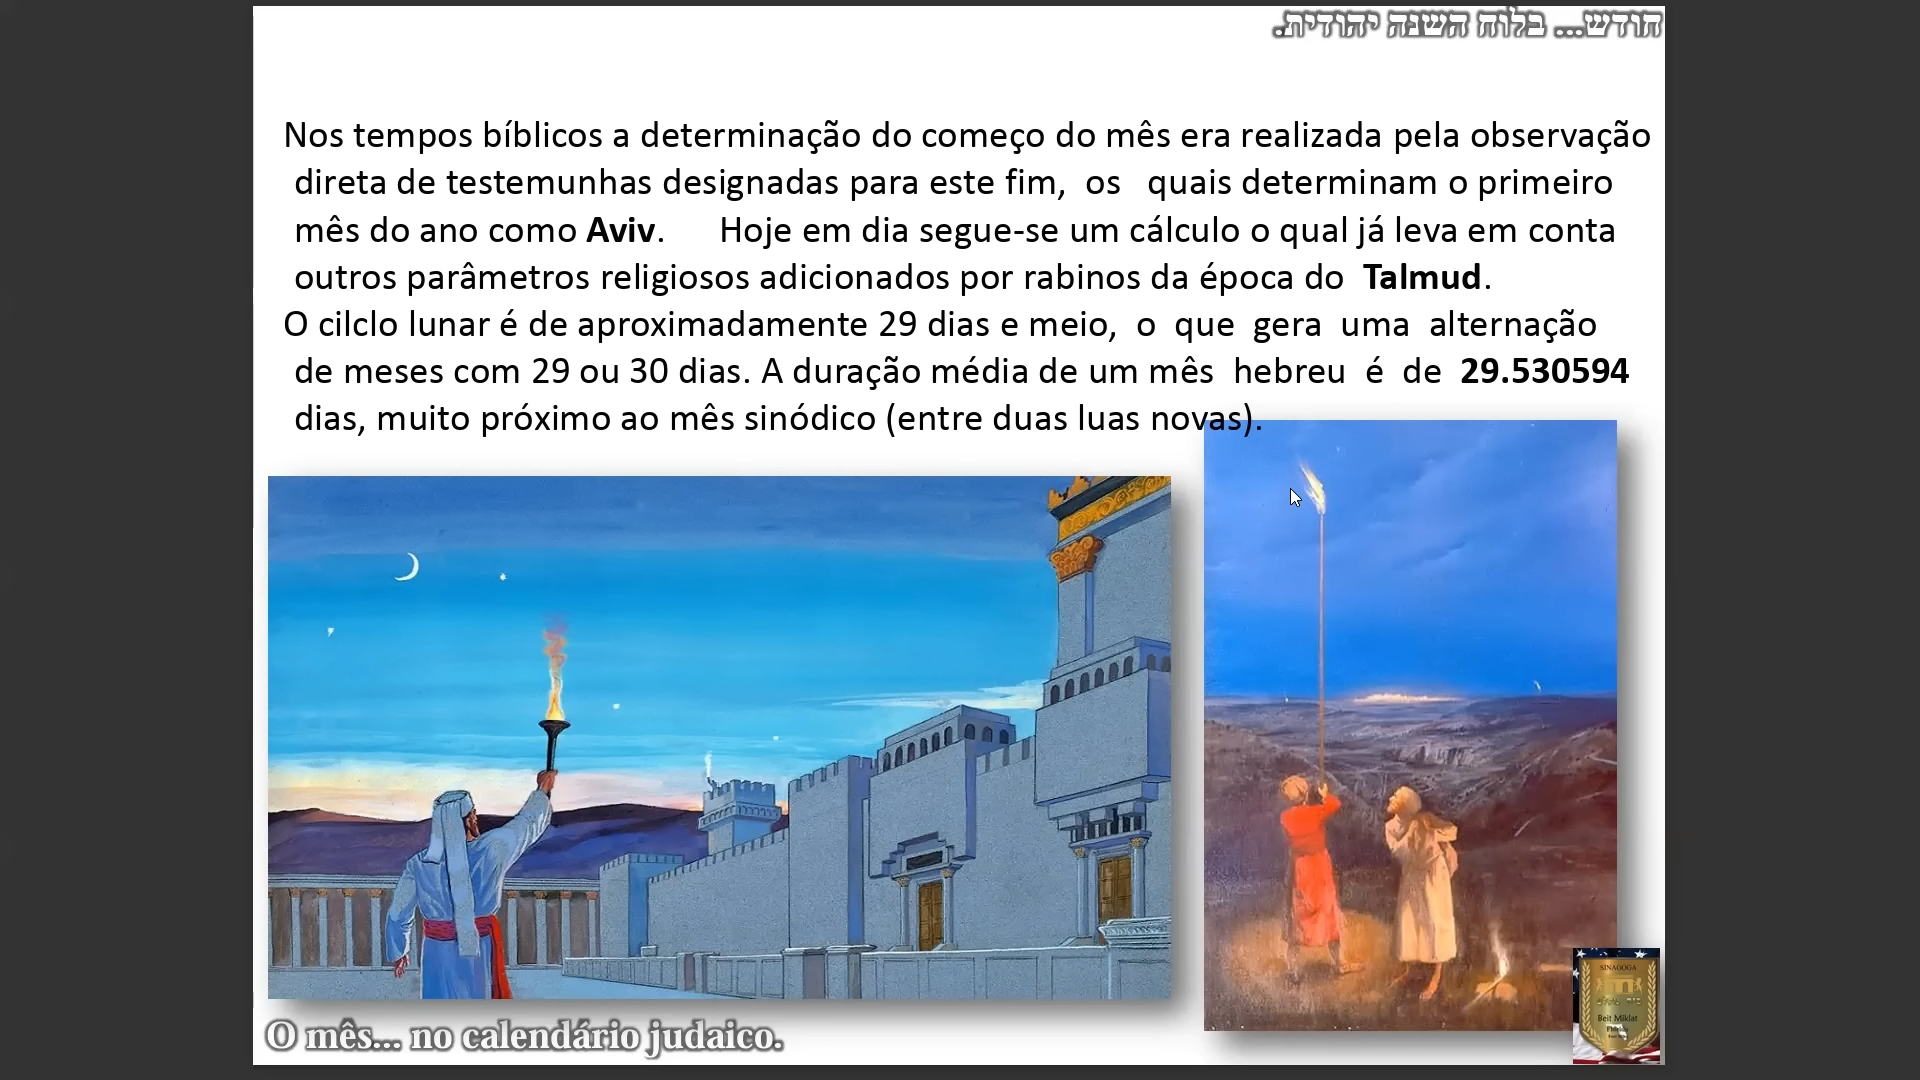 חודש... בלוח השנה יהודית.
Nos tempos bíblicos a determinação do começo do mês era realizada pela observação
direta de testemunhas designadas para este fim, os quais determinam o primeiro
mês do ano como Aviv. Hoje em dia segue-se um cálculo o qual já leva em conta
outros parâmetros religiosos adicionados por rabinos da época do Talmud.
O cilclo lunar é de aproximadamente 29 dias e meio, o que gera uma alternação
de meses com 29 ou 30 dias. A duração média de um mês hebreu é de 29.530594
dias, muito próximo ao mês sinódico (entre duas luas novas).
O mês... no calendário judaico.
SINAGOGA
Beit Miklat